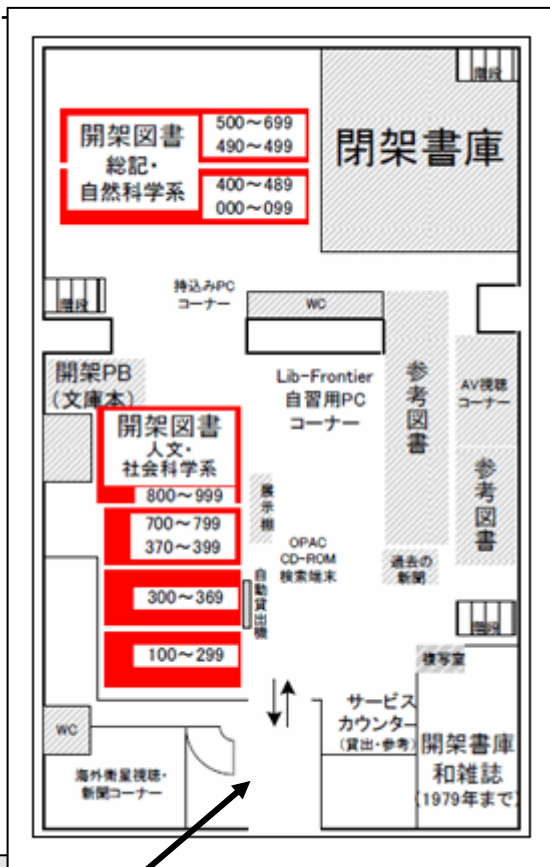 階段
閉架書庫
開架図書
総記・
自然科学系
500～699
490～499
400～489
000～099
階段
持込みPC
コーナー
WC
開架PB
(文庫本)
Lib-Frontier
自習用PC
コーナー
参考図書
AV視聴
コーナー
参考図書
開架図書
人文・
社会科学系
800～999
700～799
370～399
300～369
100～299
展示棚
OPAC
CD-ROM
検索端末
自動貸出機
過去の
新聞
階段
複写室
サービス
カウンター
(貸出・参考)
開架書庫
和雑誌
(1979年まで)
WC
海外衛星視聴・
新聞コーナー